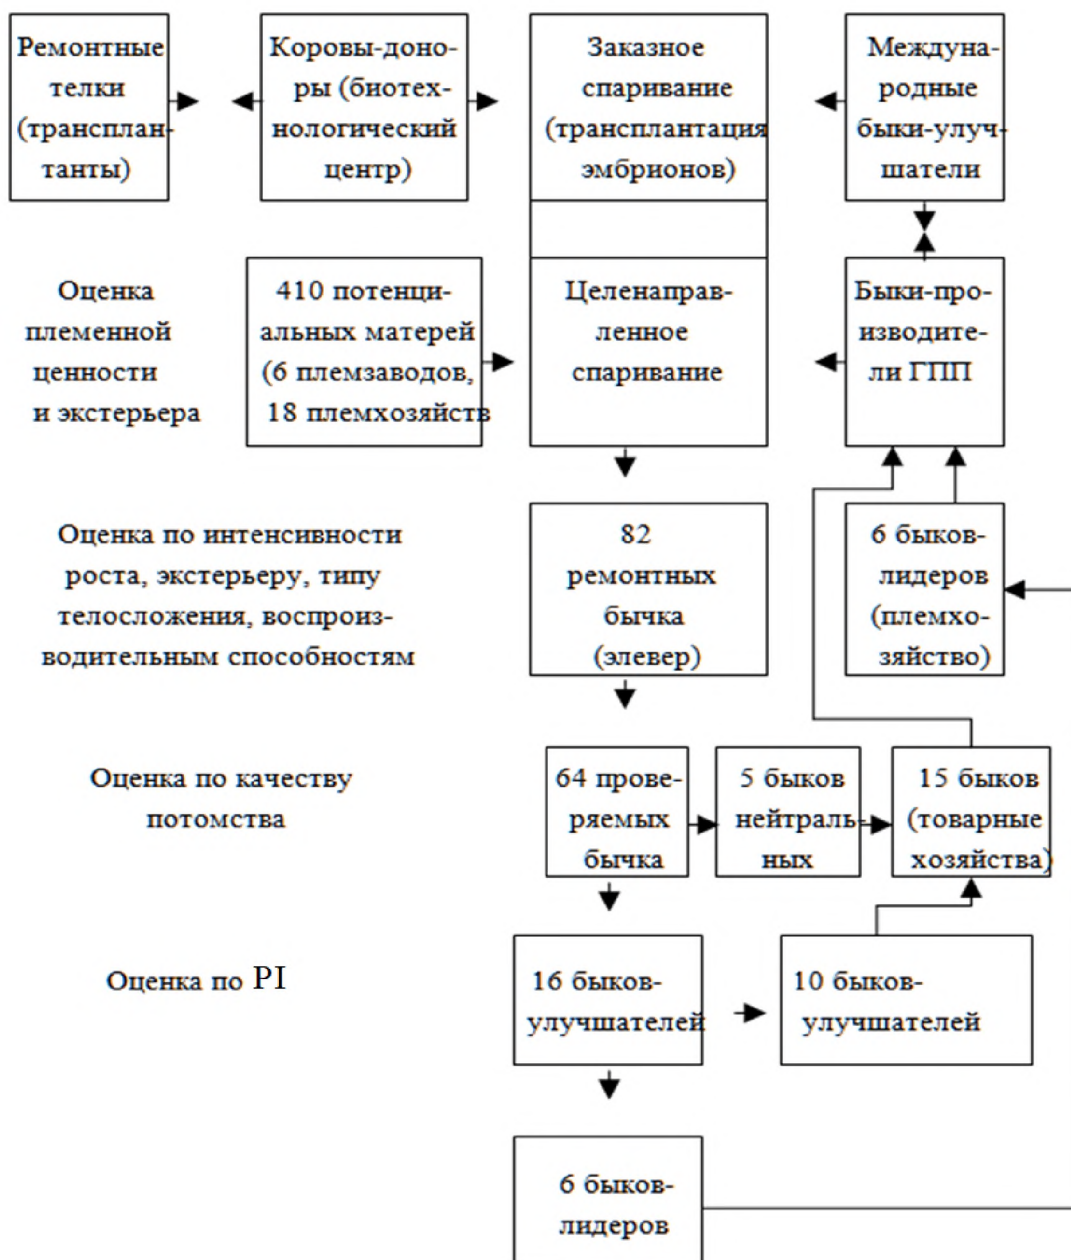 Ремонтные
телки
(трансплан-
танты)
Коровы-доно-
ры (биотех-
нологический
центр)
Заказное
спаривание
(трансплантация
эмбрионов)
Междуна-
родные
быки-улуч-
шатели
Оценка
племенной
ценности
и экстерьера
410 потенци-
альных матерей
(6 племзаводов,
18 племхозяйств
Целенаправ-
ленное
спаривание
Быки-про-
изводите-
ли ГПП
Оценка по интенсивности
роста, экстерьеру, типу
телосложения, воспроиз-
водительным способностям
82
ремонтных
бычка
(элевер)
6 быков-
лидеров
(племхо-
зяйство)
Оценка по качеству
потомства
64 прове-
ряемых
бычка
5 быков
нейтраль-
ных
15 быков
(товарные
хозяйства)
Оценка по PI
16 быков-
улучшателей
10 быков-
улучшателей
6 быков-
лидеров